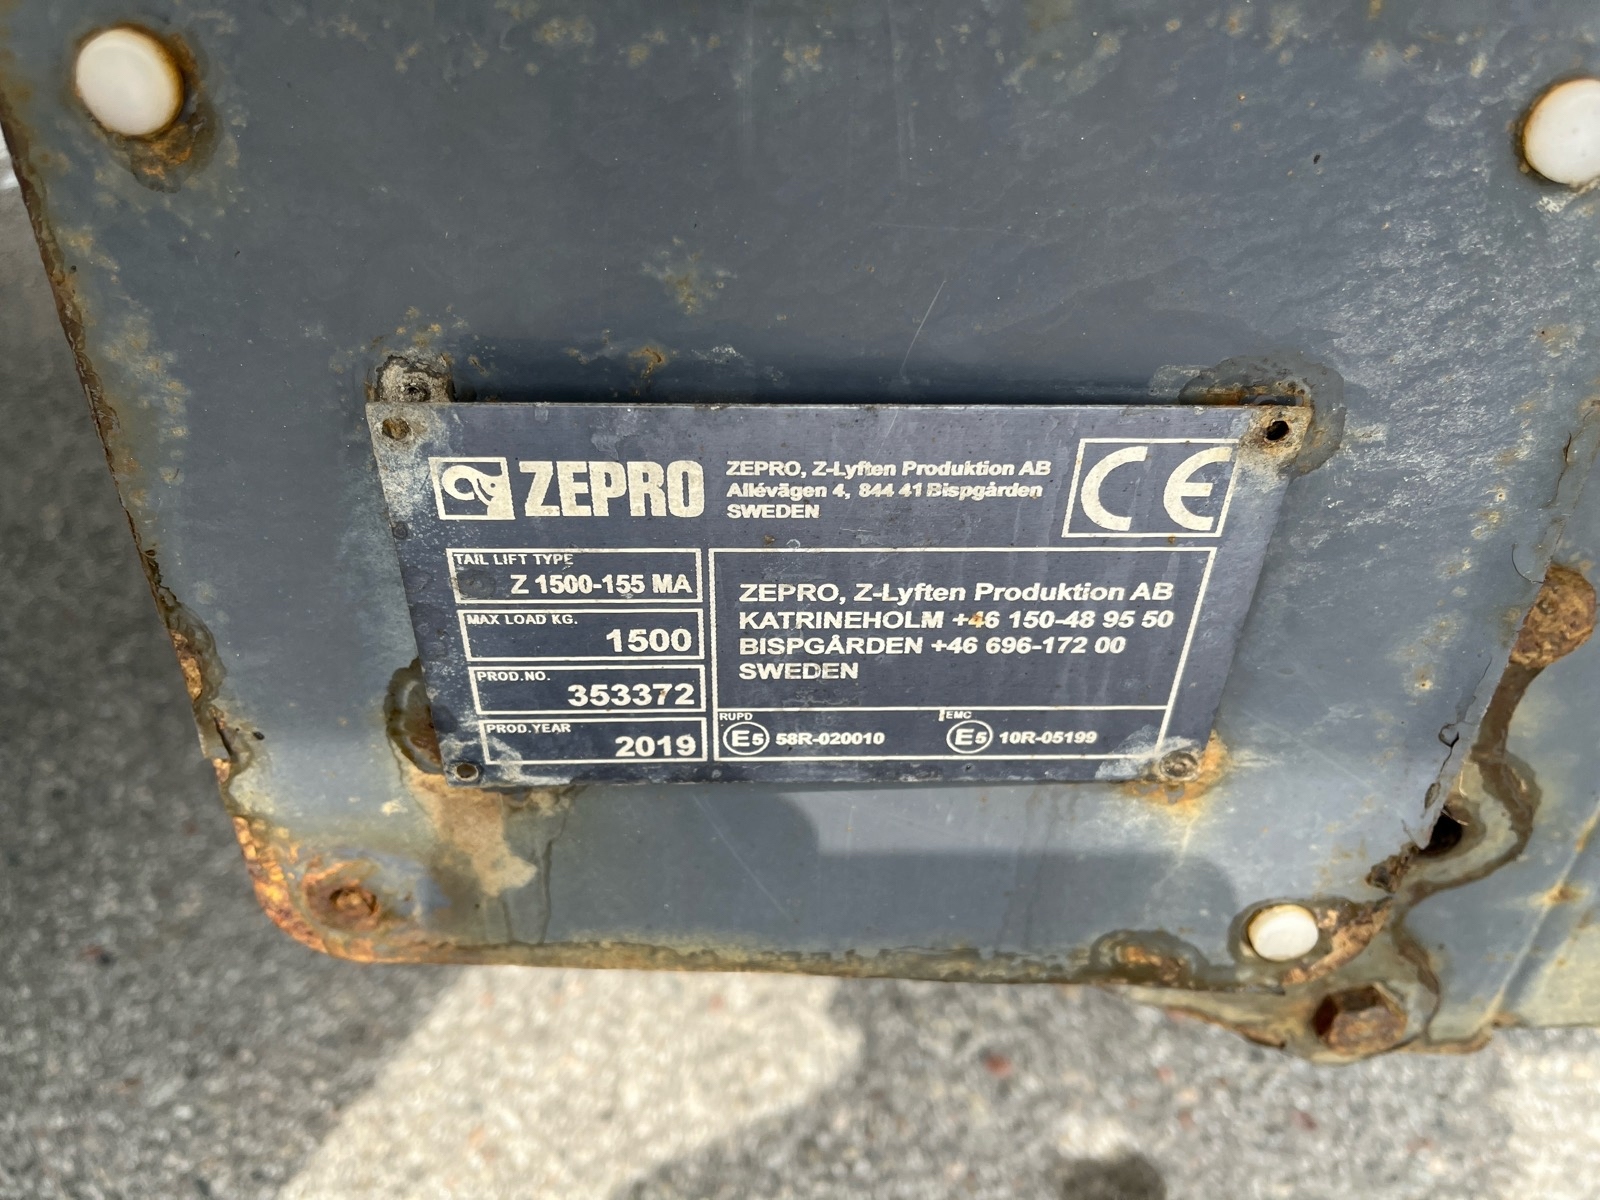 ZEPRO
ZEPRO, Z-Lyften Produktion AB
Allévägen 4, 844 41 Bispgården
SWEDEN
CE
TAIL LIFT TYPE
Z 1500-155 MA
MAX LOAD KG.
1500
PROD.NO.
353372
PROD.YEAR
2019
ZEPRO, Z-Lyften Produktion AB
KATRINEHOLM +46 150-48 95 50
BISPGÅRDEN +46 696-172 00
SWEDEN
RUPD
E5 58R-020010
EMC
E5 10R-05199